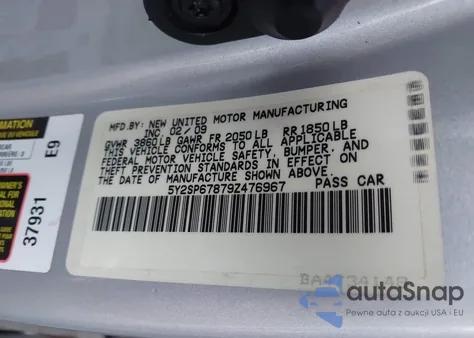 MFD.BY: NEW UNITED MOTOR MANUFACTURING
INC. 02/09
GVWR 3860LB GAWR FR 2050LB RR 1850LB
THIS VEHICLE CONFORMS TO ALL APPLICABLE
FEDERAL MOTOR VEHICLE SAFETY, BUMPER, AND
THEFT PREVENTION STANDARDS IN EFFECT ON
THE DATE OF MANUFACTURE SHOWN ABOVE.
5Y2SP67879Z476967 PASS CAR
E9
37931
autoSnap
Pewne auta z aukcji USA i EU